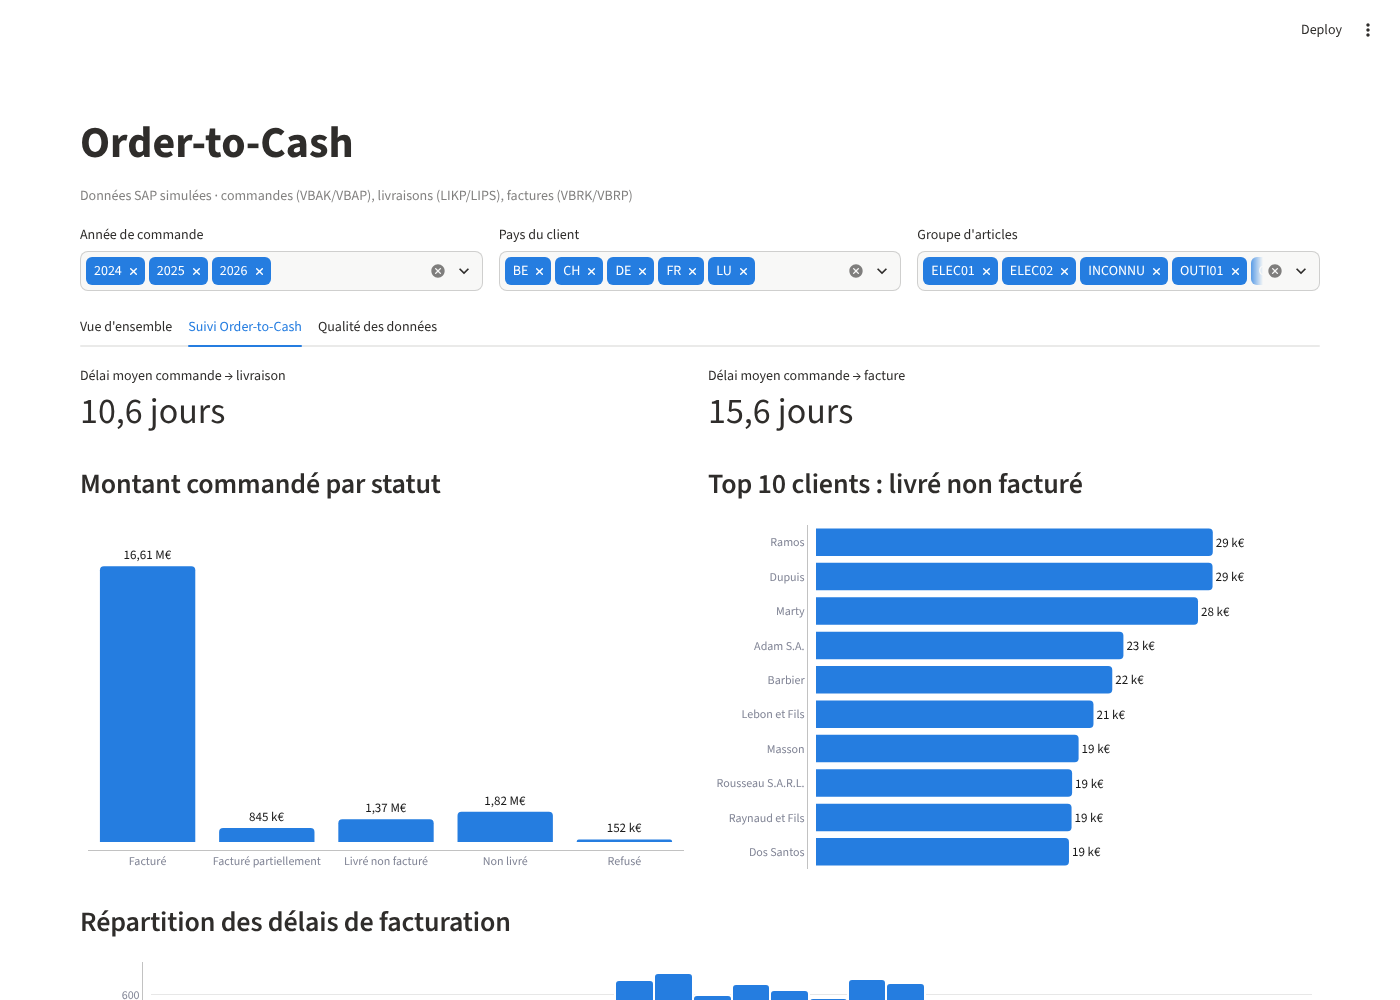 Deploy
Order-to-Cash
Données SAP simulées · commandes (VBAK/VBAP), livraisons (LIKP/LIPS), factures (VBRK/VBRP)
Année de commande
2024 2025 2026
Pays du client
BE CH DE FR LU
Groupe d'articles
ELEC01 ELEC02 INCONNU OUTI01
Vue d'ensemble Suivi Order-to-Cash Qualité des données
Délai moyen commande → livraison
10,6 jours
Délai moyen commande → facture
15,6 jours
Montant commandé par statut
16,61 M€
845 k€
1,37 M€
1,82 M€
152 k€
Facturé Facturé partiellement Livré non facturé Non livré Refusé
Top 10 clients : livré non facturé
Ramos 29 k€
Dupuis 29 k€
Marty 28 k€
Adam S.A. 23 k€
Barbier 22 k€
Lebon et Fils 21 k€
Masson 19 k€
Rousseau S.A.R.L. 19 k€
Raynaud et Fils 19 k€
Dos Santos 19 k€
Répartition des délais de facturation
600